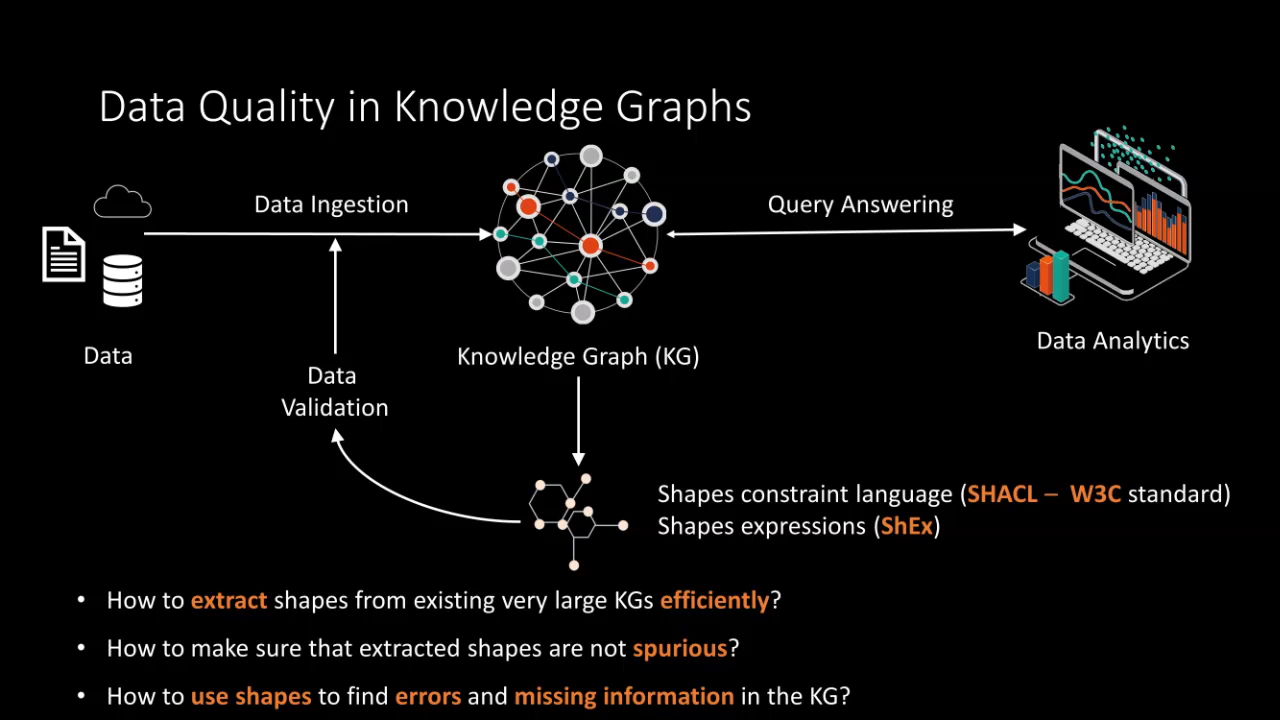 Data Quality in Knowledge Graphs
Data Ingestion
Query Answering
Data
Knowledge Graph (KG)
Data Analytics
Data
Validation
Shapes constraint language (SHACL – W3C standard)
Shapes expressions (ShEx)
• How to extract shapes from existing very large KGs efficiently?
• How to make sure that extracted shapes are not spurious?
• How to use shapes to find errors and missing information in the KG?